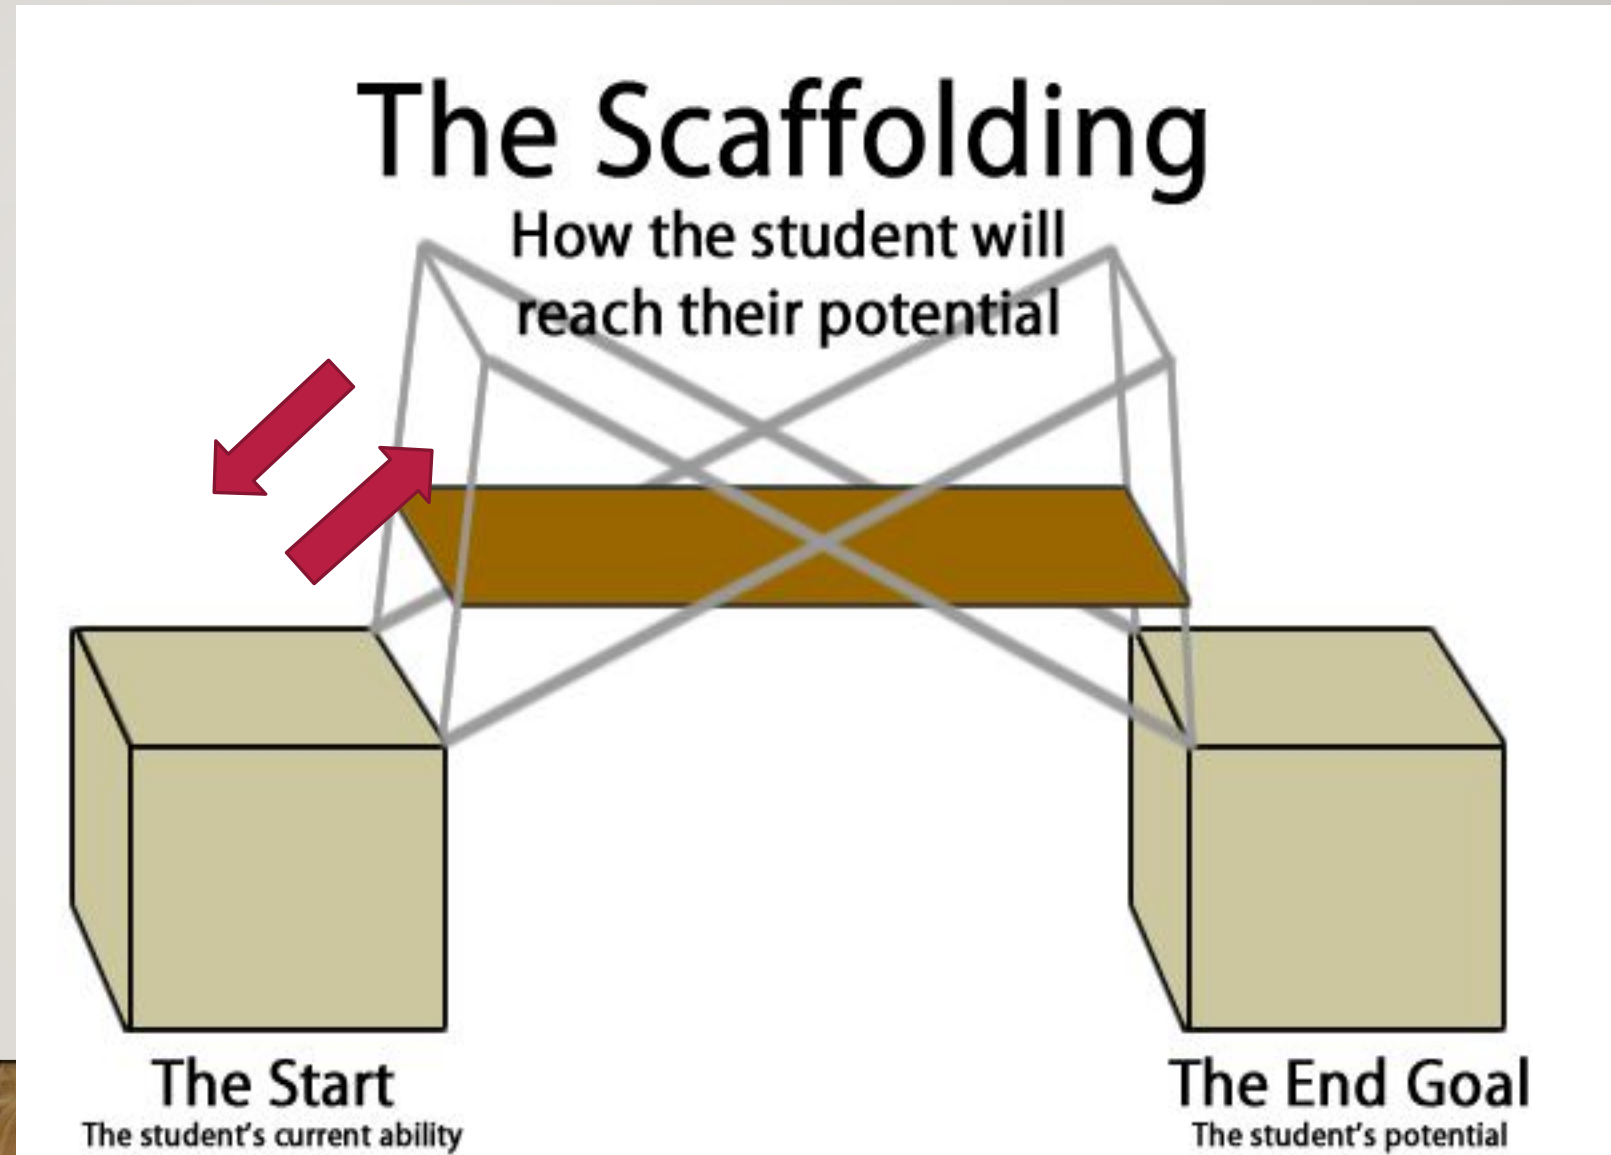 The Scaffolding
How the student will
reach their potential
The Start
The student's current ability
The End Goal
The student's potential